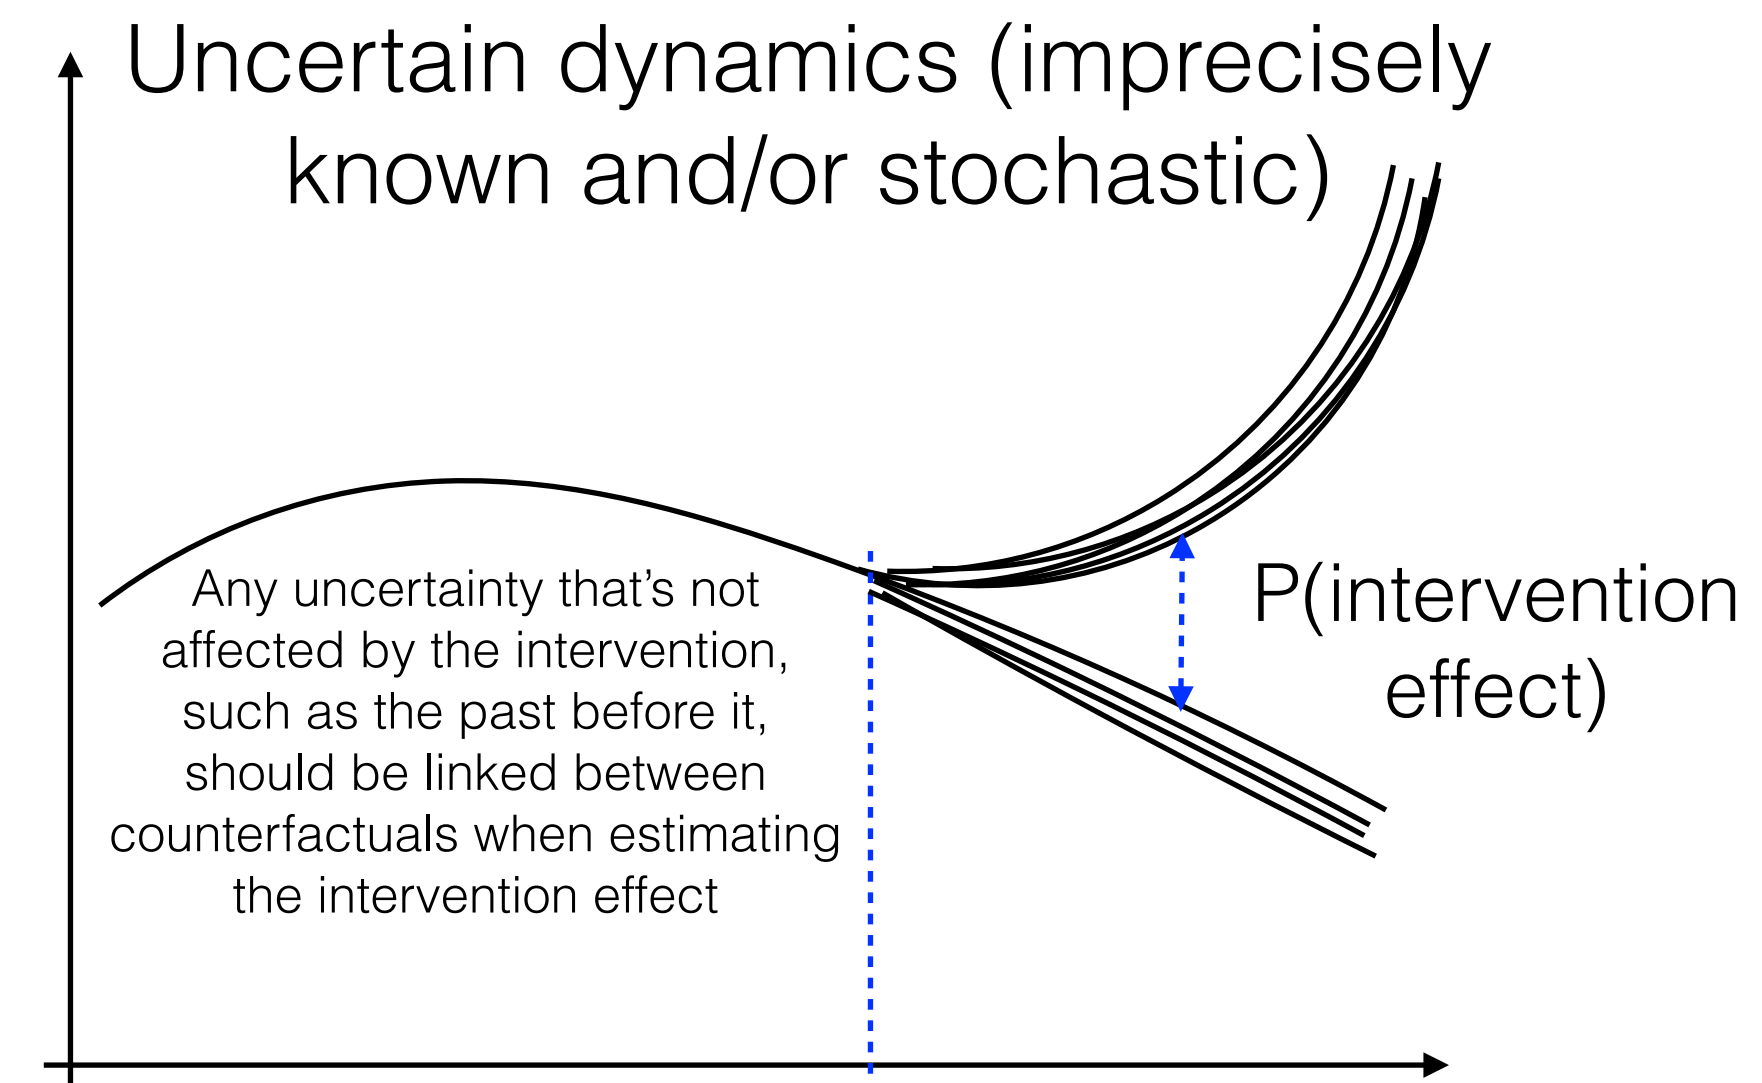 Uncertain dynamics (imprecisely
known and/or stochastic)
Any uncertainty that’s not
affected by the intervention,
such as the past before it,
should be linked between
counterfactuals when estimating
the intervention effect
P(intervention
effect)